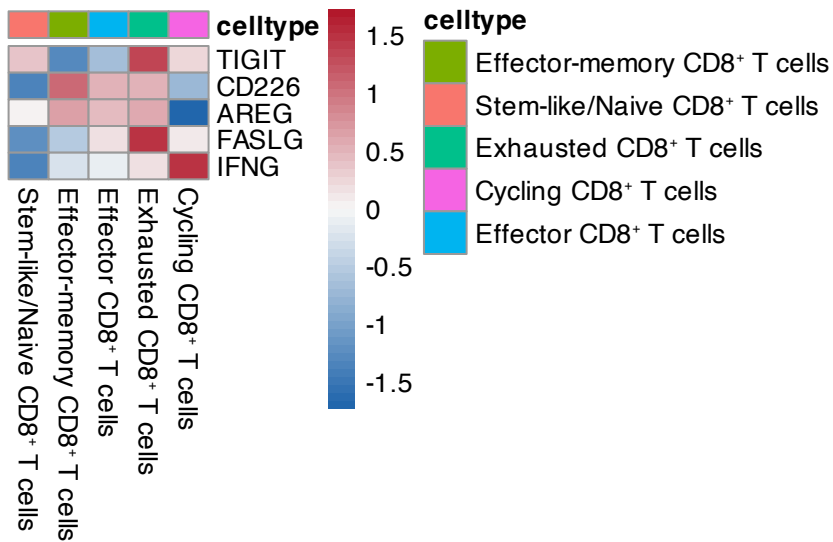 celltype
TIGIT
CD226
AREG
FASLG
IFNG
Stem-like/Naive CD8⁺ T cells
Effector-memory CD8⁺ T cells
Effector CD8⁺ T cells
Exhausted CD8⁺ T cells
Cycling CD8⁺ T cells
1.5
1
0.5
0
-0.5
-1
-1.5
celltype
Effector-memory CD8⁺ T cells
Stem-like/Naive CD8⁺ T cells
Exhausted CD8⁺ T cells
Cycling CD8⁺ T cells
Effector CD8⁺ T cells